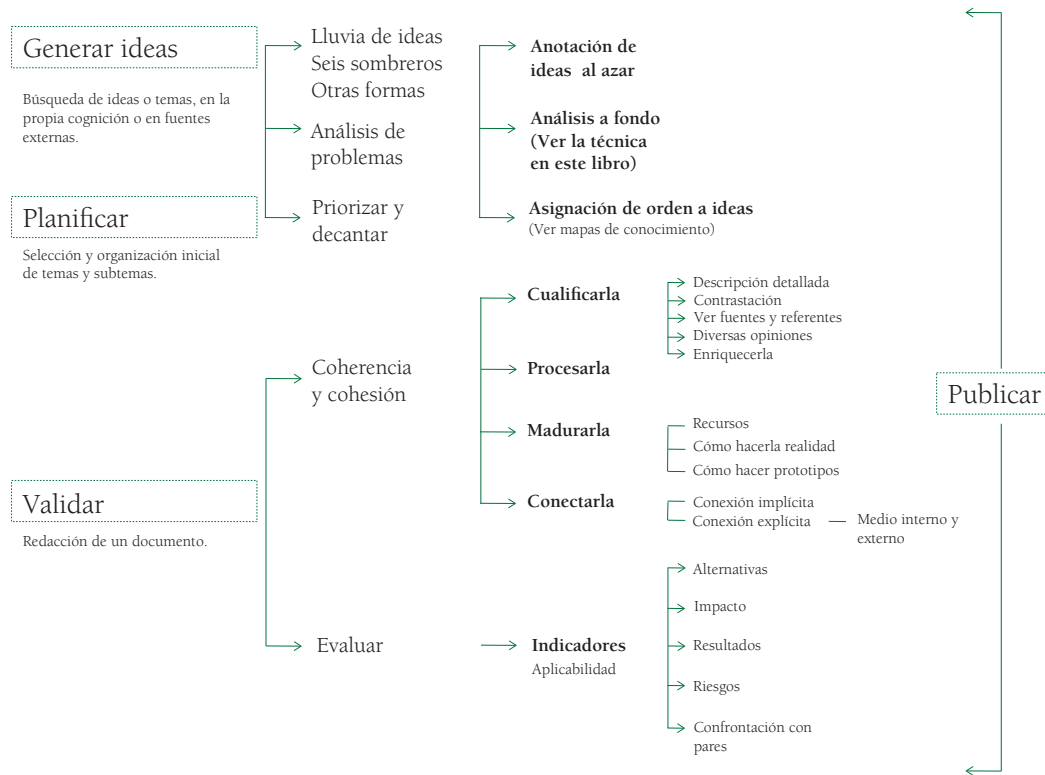 Generar ideas
Búsqueda de ideas o temas, en la
propia cognición o en fuentes
externas.
Lluvia de ideas
Seis sombreros
Otras formas
Análisis de
problemas
Priorizar y
decantar
Anotación de
ideas al azar
Análisis a fondo
(Ver la técnica
en este libro)
Asignación de orden a ideas
(Ver mapas de conocimiento)
Planificar
Selección y organización inicial
de temas y subtemas.
Validar
Redacción de un documento.
Coherencia
y cohesión
Cualificarla
Descripción detallada
Contrastación
Ver fuentes y referentes
Diversas opiniones
Enriquecerla
Procesarla
Madurarla
Recursos
Cómo hacerla realidad
Cómo hacer prototipos
Conectarla
Conexión implícita
Conexión explícita
Medio interno y
externo
Evaluar
Indicadores
Aplicabilidad
Alternativas
Impacto
Resultados
Riesgos
Confrontación con
pares
Publicar